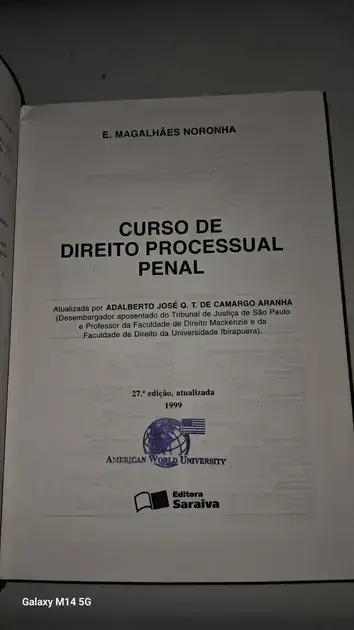 E. MAGALHÃES NORONHA
CURSO DE
DIREITO PROCESSUAL
PENAL
Atualizada por ADALBERTO JOSÉ Q. T. DE CAMARGO ARANHA
(Desembargador aposentado do Tribunal de Justiça de São Paulo
e Professor da Faculdade de Direito Mackenzie e da
Faculdade de Direito da Universidade Ibirapuera).
27.ª edição, atualizada
1999
AMERICAN WORLD UNIVERSITY
Editora
Saraiva
Galaxy M14 5G